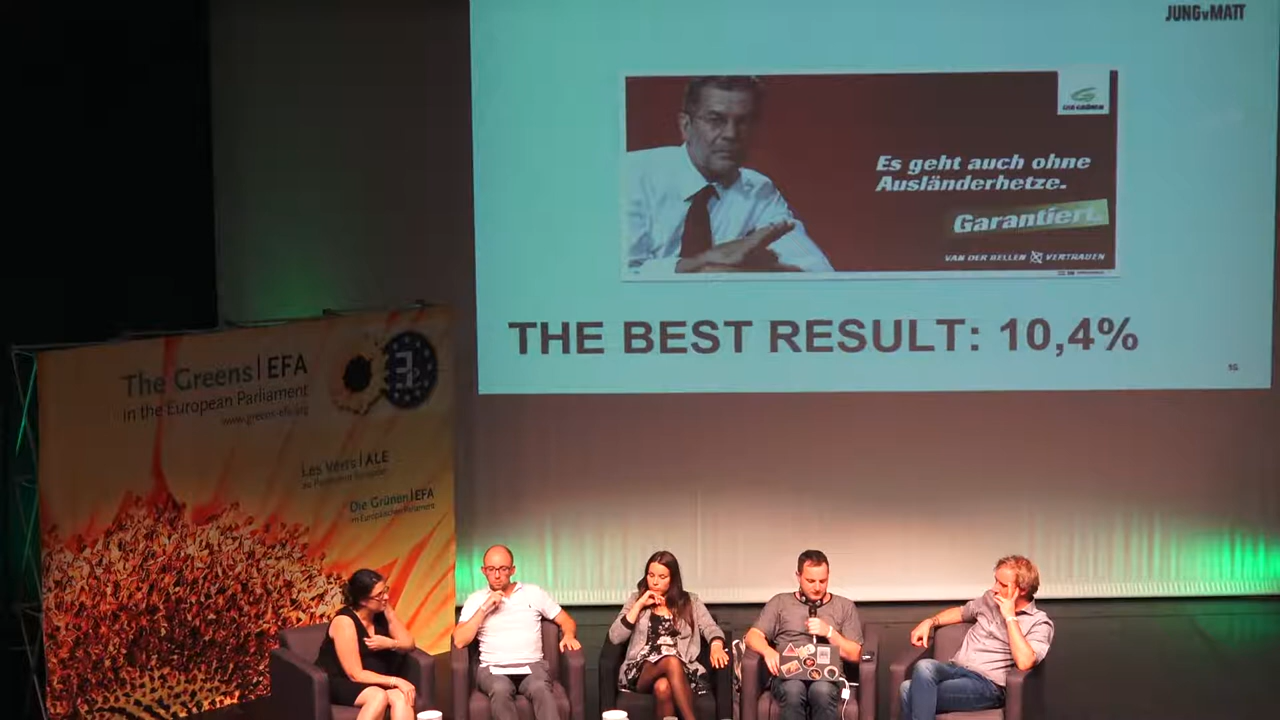 JUNGvMATT
DIE GRÜNEN
Es geht auch ohne
Ausländerhetze.
Garantiert.
VAN DER BELLEN VERTRAUEN
THE BEST RESULT: 10,4%
The Greens | EFA
in the European Parliament
www.greens-efa.org
Les Verts | ALE
au Parlement Européen
Die Grünen | EFA
im Europäischen Parlament